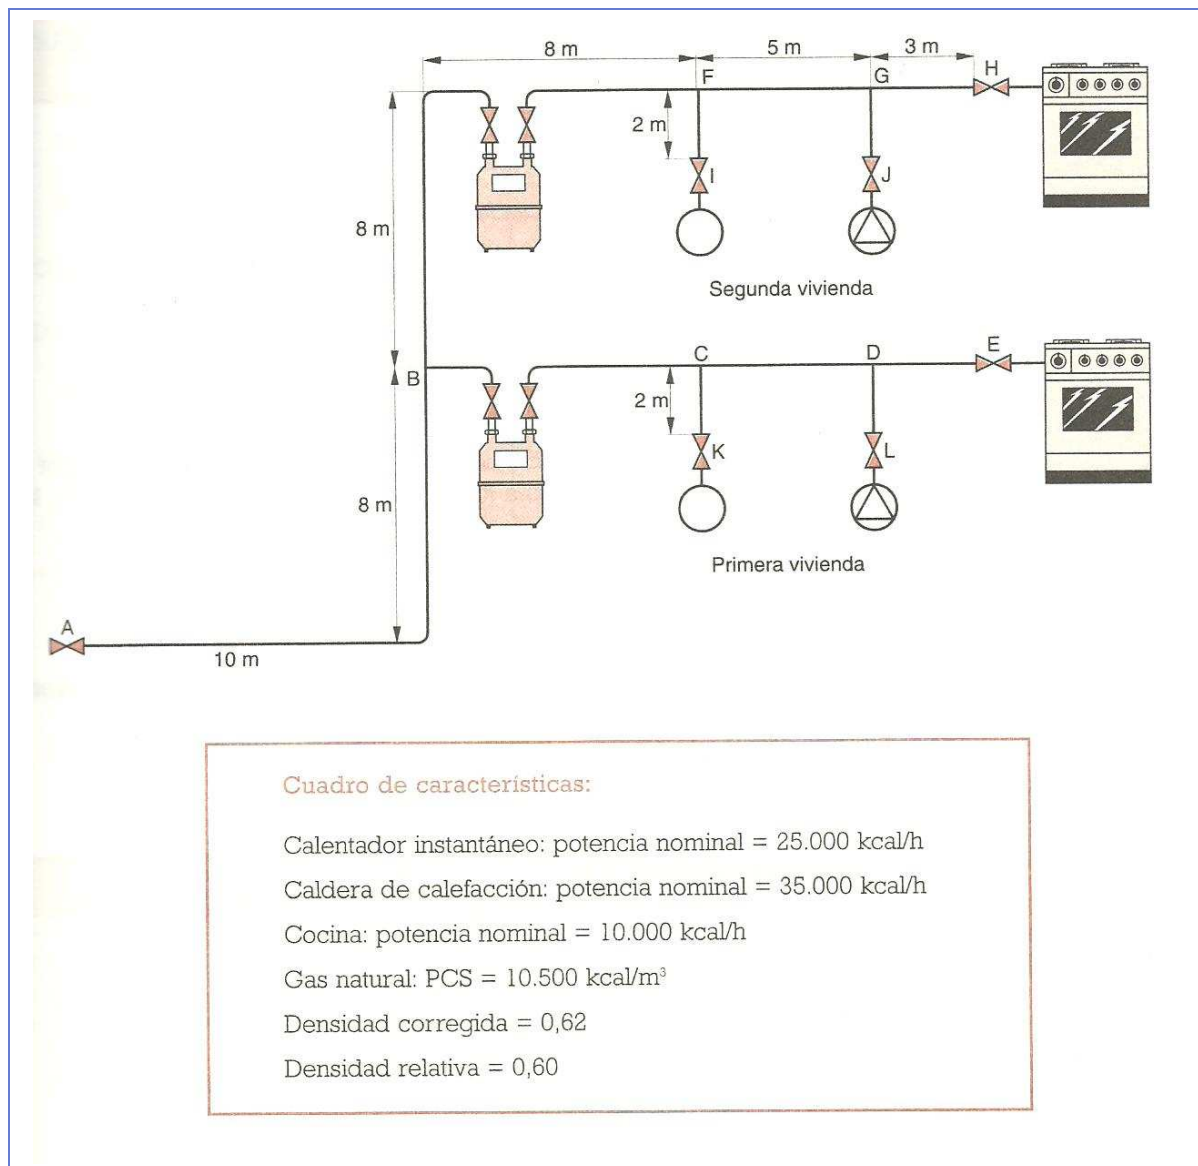 8 m
5 m
3 m
F
G
H
2 m
I
J
8 m
Segunda vivienda
B
C
D
E
2 m
K
L
8 m
Primera vivienda
A
10 m
Cuadro de características:
Calentador instantáneo: potencia nominal = 25.000 kcal/h
Caldera de calefacción: potencia nominal = 35.000 kcal/h
Cocina: potencia nominal = 10.000 kcal/h
Gas natural: PCS = 10.500 kcal/m³
Densidad corregida = 0,62
Densidad relativa = 0,60